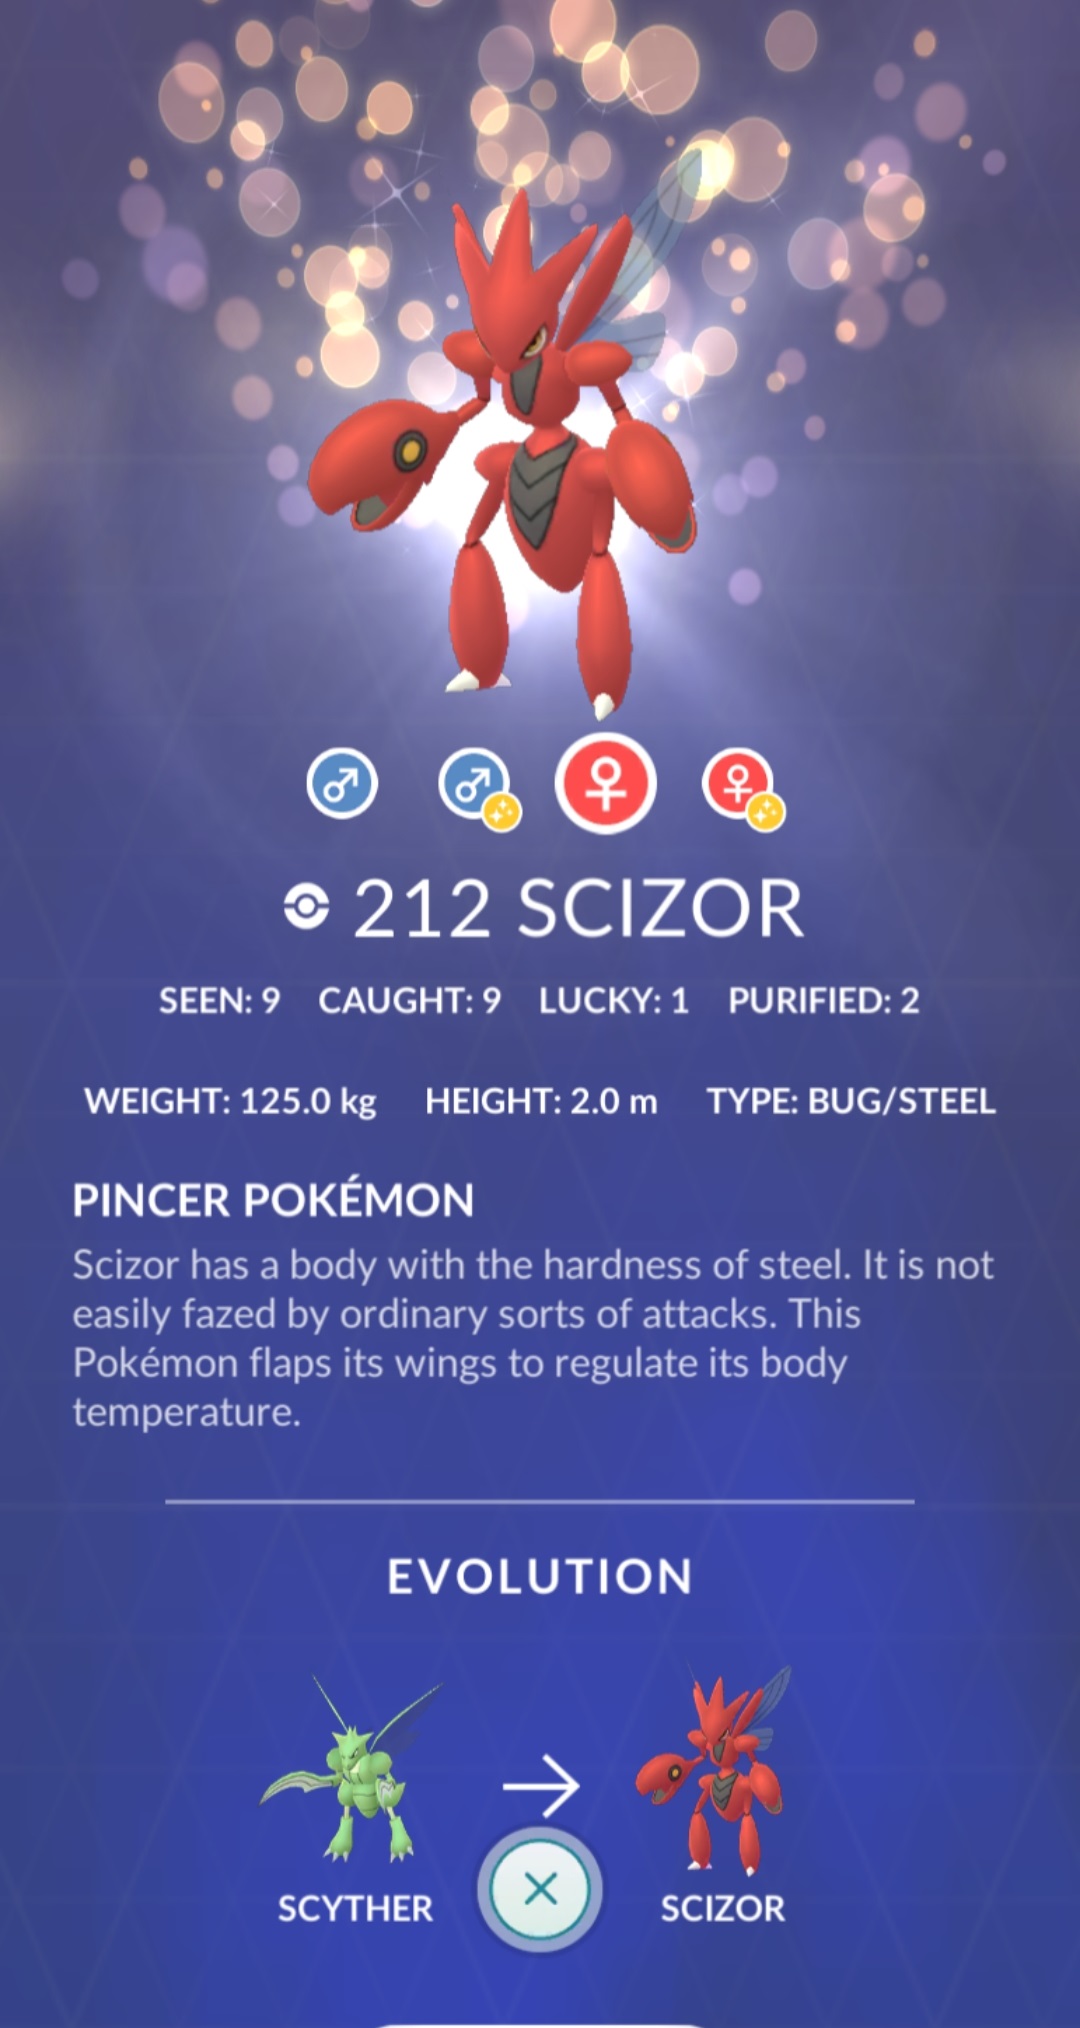 212 SCIZOR
SEEN: 9 CAUGHT: 9 LUCKY: 1 PURIFIED: 2
WEIGHT: 125.0 kg HEIGHT: 2.0 m TYPE: BUG/STEEL
PINCER POKÉMON
Scizor has a body with the hardness of steel. It is not
easily fazed by ordinary sorts of attacks. This
Pokémon flaps its wings to regulate its body
temperature.
EVOLUTION
SCYTHER SCIZOR